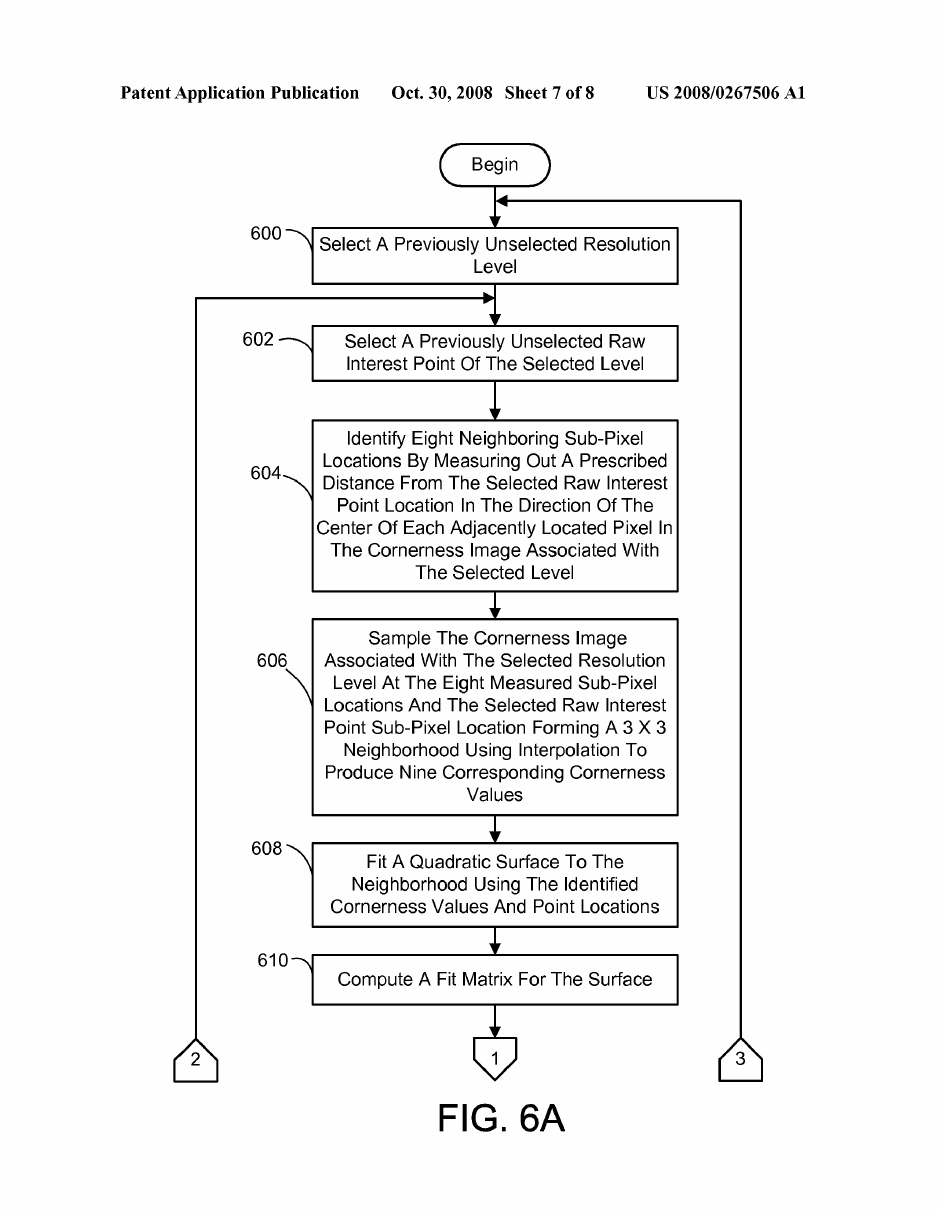 Patent Application Publication Oct. 30, 2008 Sheet 7 of 8 US 2008/0267506 A1
Begin
600
Select A Previously Unselected Resolution
Level
602
Select A Previously Unselected Raw
Interest Point Of The Selected Level
604
Identify Eight Neighboring Sub-Pixel
Locations By Measuring Out A Prescribed
Distance From The Selected Raw Interest
Point Location In The Direction Of The
Center Of Each Adjacently Located Pixel In
The Cornerness Image Associated With
The Selected Level
606
Sample The Cornerness Image
Associated With The Selected Resolution
Level At The Eight Measured Sub-Pixel
Locations And The Selected Raw Interest
Point Sub-Pixel Location Forming A 3 X 3
Neighborhood Using Interpolation To
Produce Nine Corresponding Cornerness
Values
608
Fit A Quadratic Surface To The
Neighborhood Using The Identified
Cornerness Values And Point Locations
610
Compute A Fit Matrix For The Surface
2
1
3
FIG. 6A